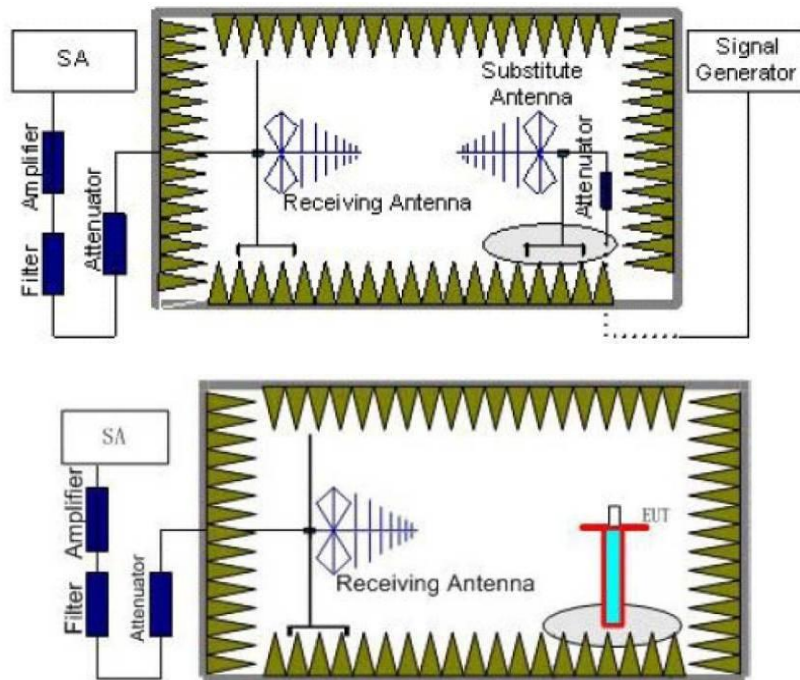 SA
Signal
Generator
Substitute
Antenna
Amplifier
Attenuator
Attenuator
Receiving Antenna
Filter
SA
Amplifier
EUT
Receiving Antenna
Filter
Attenuator